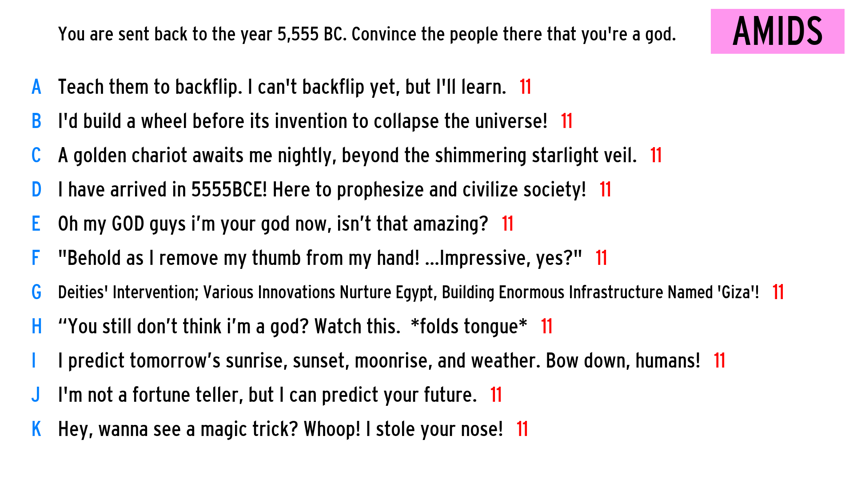 You are sent back to the year 5,555 BC. Convince the people there that you're a god.
AMIDS
A Teach them to backflip. I can't backflip yet, but I'll learn. 11
B I'd build a wheel before its invention to collapse the universe! 11
C A golden chariot awaits me nightly, beyond the shimmering starlight veil. 11
D I have arrived in 5555BCE! Here to prophesize and civilize society! 11
E Oh my GOD guys i’m your god now, isn’t that amazing? 11
F "Behold as I remove my thumb from my hand! ...Impressive, yes?" 11
G Deities' Intervention; Various Innovations Nurture Egypt, Building Enormous Infrastructure Named 'Giza'! 11
H “You still don’t think i’m a god? Watch this. *folds tongue* 11
I I predict tomorrow’s sunrise, sunset, moonrise, and weather. Bow down, humans! 11
J I'm not a fortune teller, but I can predict your future. 11
K Hey, wanna see a magic trick? Whoop! I stole your nose! 11